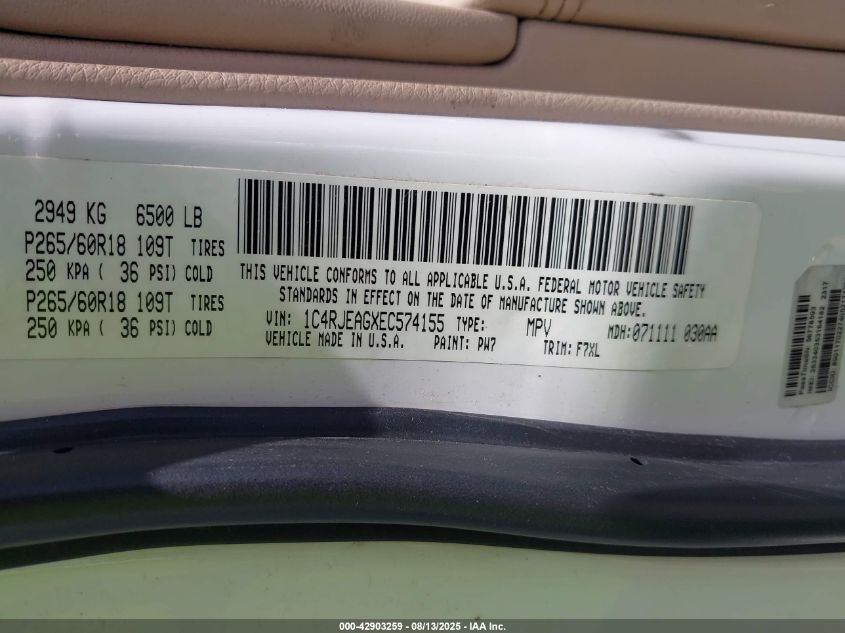 2949 KG 6500 LB
P265/60R18 109T TIRES
250 KPA ( 36 PSI) COLD
P265/60R18 109T TIRES
250 KPA ( 36 PSI) COLD
THIS VEHICLE CONFORMS TO ALL APPLICABLE U.S.A. FEDERAL MOTOR VEHICLE SAFETY
STANDARDS IN EFFECT ON THE DATE OF MANUFACTURE SHOWN ABOVE.
VIN: 1C4RJEAGXEC574155 TYPE: MPV MDH:071111 030AA
VEHICLE MADE IN U.S.A. PAINT: PW7 TRIM: F7XL
2317
000-42903259 - 08/13/2025 - IAA Inc.